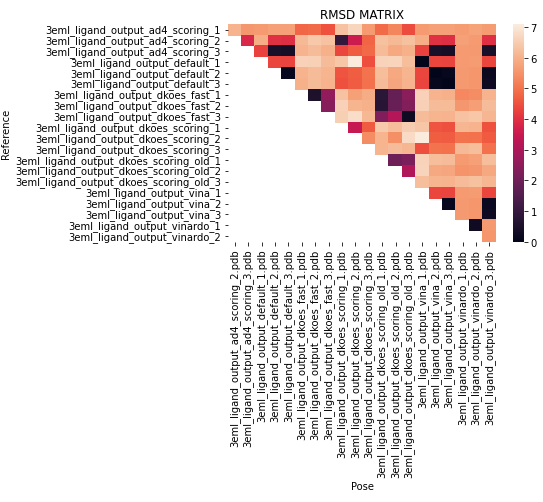 RMSD MATRIX
Reference
3eml_ligand_output_ad4_scoring_1
3eml_ligand_output_ad4_scoring_2
3eml_ligand_output_ad4_scoring_3
3eml_ligand_output_default_1
3eml_ligand_output_default_2
3eml_ligand_output_default_3
3eml_ligand_output_dkoes_fast_1
3eml_ligand_output_dkoes_fast_2
3eml_ligand_output_dkoes_fast_3
3eml_ligand_output_dkoes_scoring_1
3eml_ligand_output_dkoes_scoring_2
3eml_ligand_output_dkoes_scoring_3
3eml_ligand_output_dkoes_scoring_old_1
3eml_ligand_output_dkoes_scoring_old_2
3eml_ligand_output_dkoes_scoring_old_3
3eml_ligand_output_vina_1
3eml_ligand_output_vina_2
3eml_ligand_output_vina_3
3eml_ligand_output_vinardo_1
3eml_ligand_output_vinardo_2
3eml_ligand_output_ad4_scoring_2.pdb
3eml_ligand_output_ad4_scoring_3.pdb
3eml_ligand_output_default_1.pdb
3eml_ligand_output_default_2.pdb
3eml_ligand_output_default_3.pdb
3eml_ligand_output_dkoes_fast_1.pdb
3eml_ligand_output_dkoes_fast_2.pdb
3eml_ligand_output_dkoes_fast_3.pdb
3eml_ligand_output_dkoes_scoring_1.pdb
3eml_ligand_output_dkoes_scoring_2.pdb
3eml_ligand_output_dkoes_scoring_3.pdb
3eml_ligand_output_dkoes_scoring_old_1.pdb
3eml_ligand_output_dkoes_scoring_old_2.pdb
3eml_ligand_output_dkoes_scoring_old_3.pdb
3eml_ligand_output_vina_1.pdb
3eml_ligand_output_vina_2.pdb
3eml_ligand_output_vina_3.pdb
3eml_ligand_output_vinardo_1.pdb
3eml_ligand_output_vinardo_2.pdb
3eml_ligand_output_vinardo_3.pdb
Pose
7
6
5
4
3
2
1
0